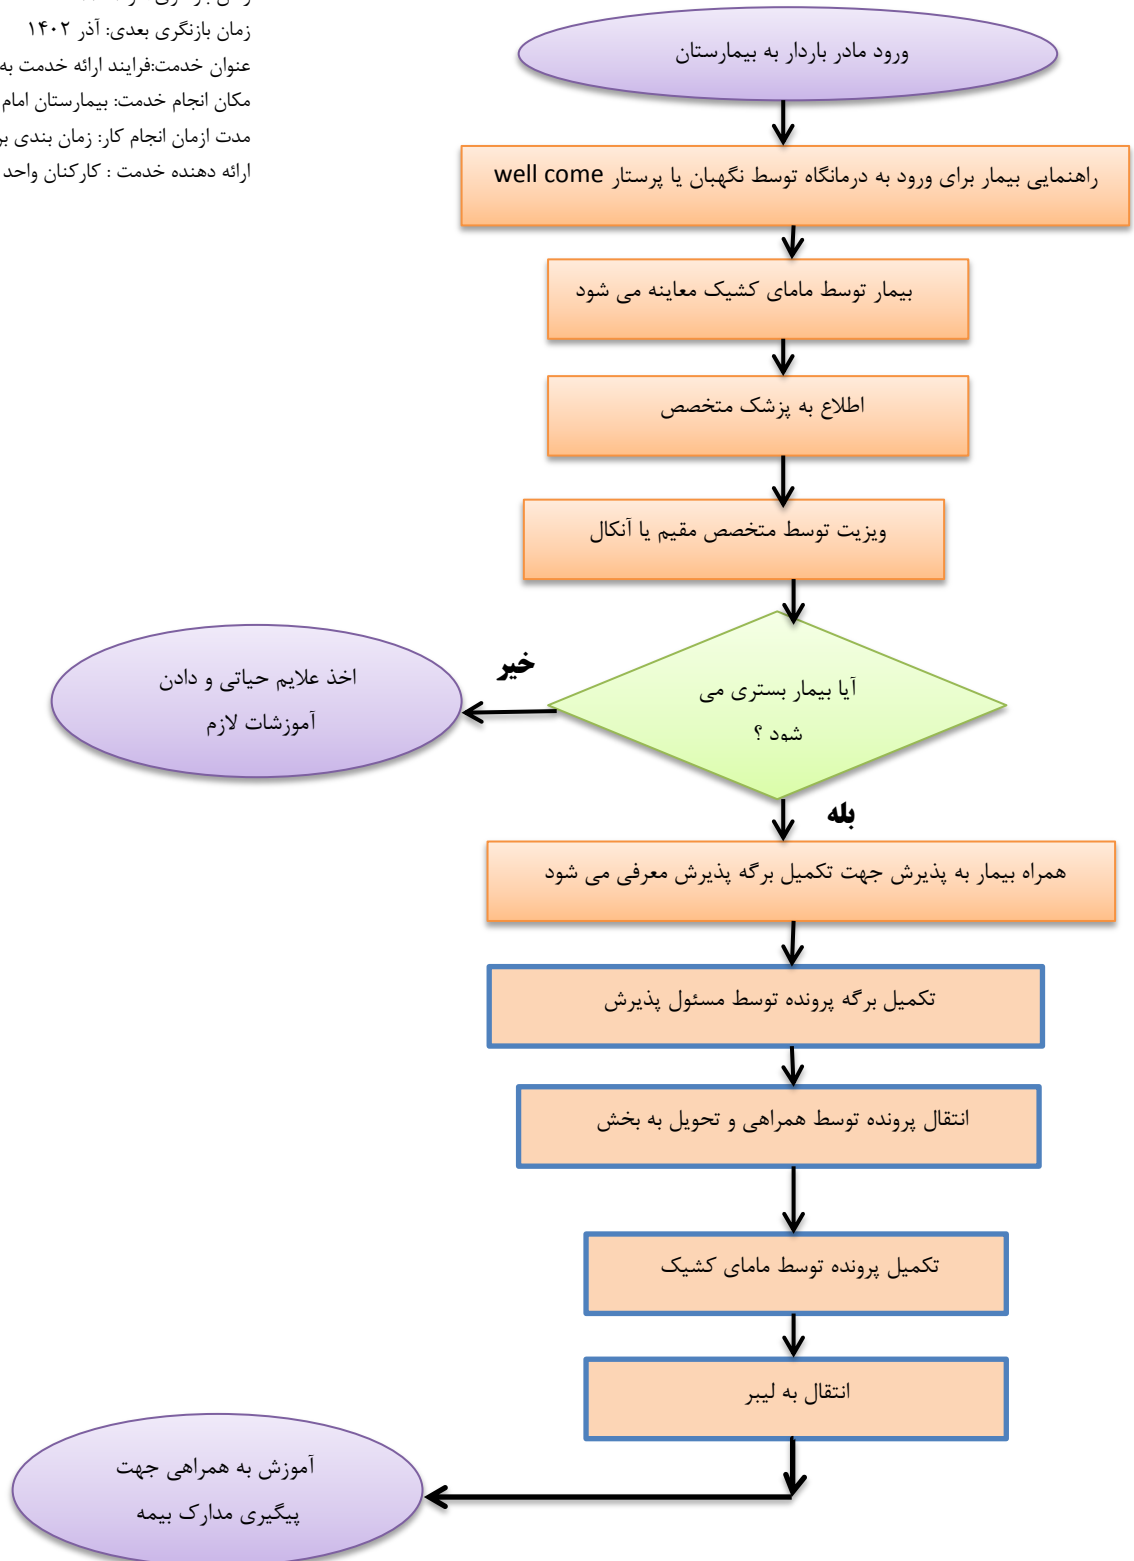 زمان بازنگری بعدی: آذر ۱۴۰۲
عنوان خدمت:فرایند ارائه خدمت به
مکان انجام خدمت: بیمارستان امام
مدت ازمان انجام کار: زمان بندی
ارائه دهنده خدمت : کارکنان واحد
ورود مادر باردار به بیمارستان
راهنمایی بیمار برای ورود به درمانگاه توسط نگهبان یا پرستار well come
بیمار توسط مامای کشیک معاینه می شود
اطلاع به پزشک متخصص
ویزیت توسط متخصص مقیم یا آنکال
آیا بیمار بستری می
شود ؟
خیر
اخذ علایم حیاتی و دادن
آموزشات لازم
بله
همراه بیمار به پذیرش جهت تکمیل برگه پذیرش معرفی می شود
تکمیل برگه پرونده توسط مسئول پذیرش
انتقال پرونده توسط همراهی و تحویل به بخش
تکمیل پرونده توسط مامای کشیک
انتقال به لیبر
آموزش به همراهی جهت
پیگیری مدارک بیمه